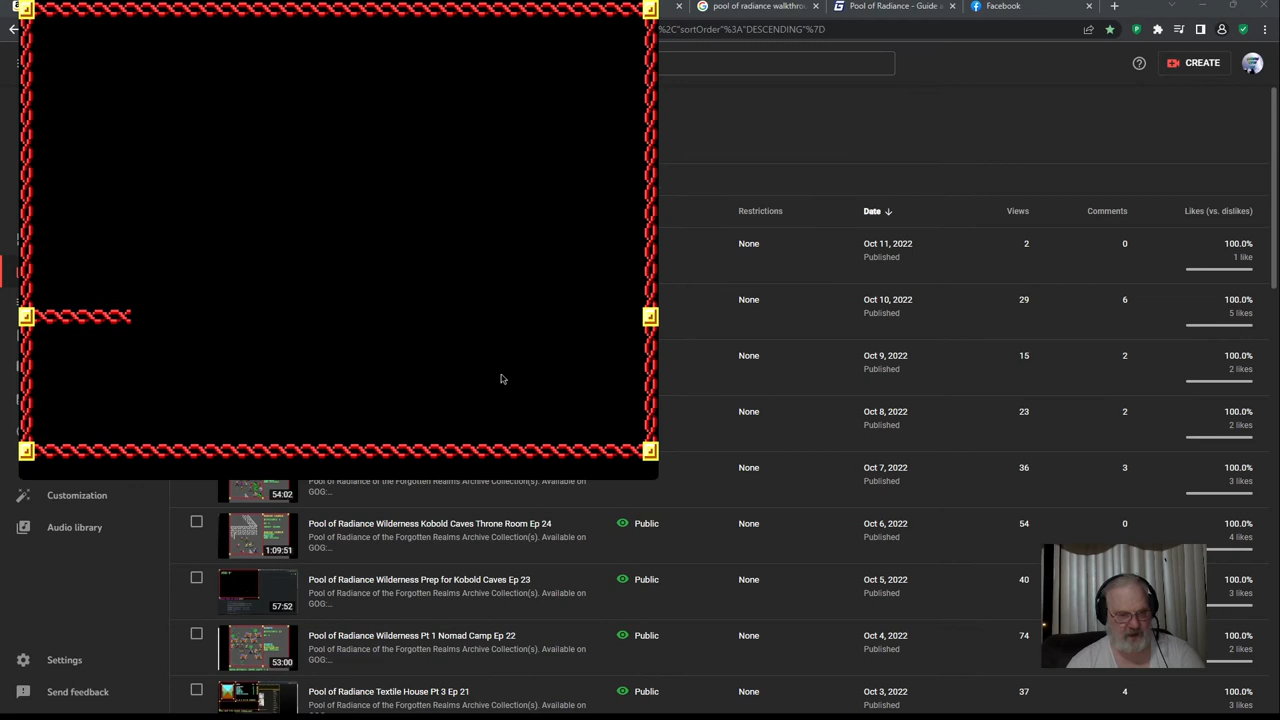 pool of radiance walkthro
Pool of Radiance - Guide a
Facebook
%2C"sortOrder"%3A"DESCENDING"%7D
CREATE
Restrictions Date Views Comments Likes (vs. dislikes)
None Oct 11, 2022 2 0 100.0%
Published 1 like
None Oct 10, 2022 29 6 100.0%
Published 5 likes
None Oct 9, 2022 15 2 100.0%
Published 2 likes
None Oct 8, 2022 23 2 100.0%
Published 2 likes
None Oct 7, 2022 36 3 100.0%
Pool of Radiance of the Forgotten Realms Archive Collection(s). Available on Published 3 likes
GOG:...
54:02
Customization
Audio library
Pool of Radiance Wilderness Kobold Caves Throne Room Ep 24 Public None Oct 6, 2022 54 0 100.0%
Pool of Radiance of the Forgotten Realms Archive Collection(s). Available on Published 4 likes
GOG:...
1:09:51
Pool of Radiance Wilderness Prep for Kobold Caves Ep 23 Public None Oct 5, 2022 40 3 100.0%
Pool of Radiance of the Forgotten Realms Archive Collection(s). Available on Published 3 likes
GOG:...
57:52
Pool of Radiance Wilderness Pt 1 Nomad Camp Ep 22 Public None Oct 4, 2022 74 0 100.0%
Pool of Radiance of the Forgotten Realms Archive Collection(s). Available on Published 2 likes
GOG:...
53:00
Settings
Send feedback
Pool of Radiance Textile House Pt 3 Ep 21 Public None Oct 3, 2022 37 4 100.0%
Pool of Radiance of the Forgotten Realms Archive Collection(s). Available on Published 3 likes